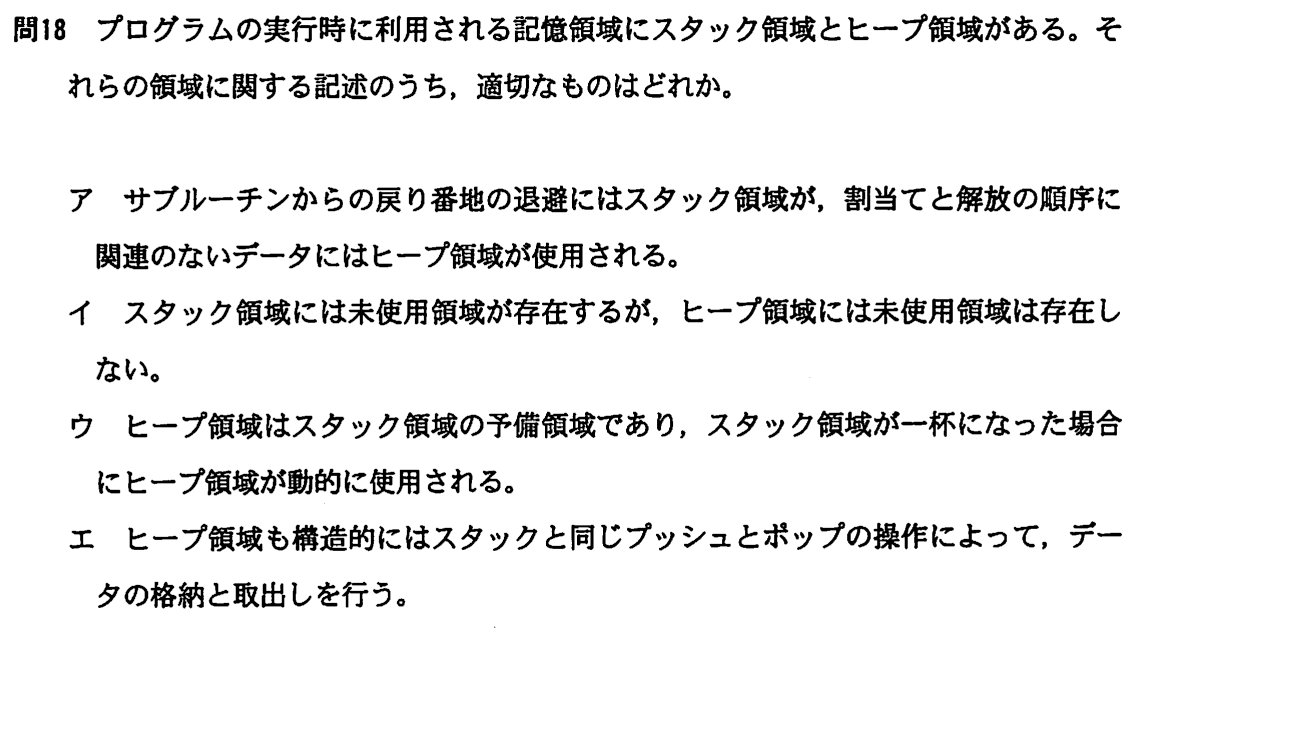 問18 プログラムの実行時に利用される記憶領域にスタック領域とヒープ領域がある。そ
れらの領域に関する記述のうち，適切なものはどれか。
ア サブルーチンからの戻り番地の退避にはスタック領域が，割当てと解放の順序に
関連のないデータにはヒープ領域が使用される。
イ スタック領域には未使用領域が存在するが，ヒープ領域には未使用領域は存在し
ない。
ウ ヒープ領域はスタック領域の予備領域であり，スタック領域が一杯になった場合
にヒープ領域が動的に使用される。
エ ヒープ領域も構造的にはスタックと同じプッシュとポップの操作によって，デー
タの格納と取出しを行う。